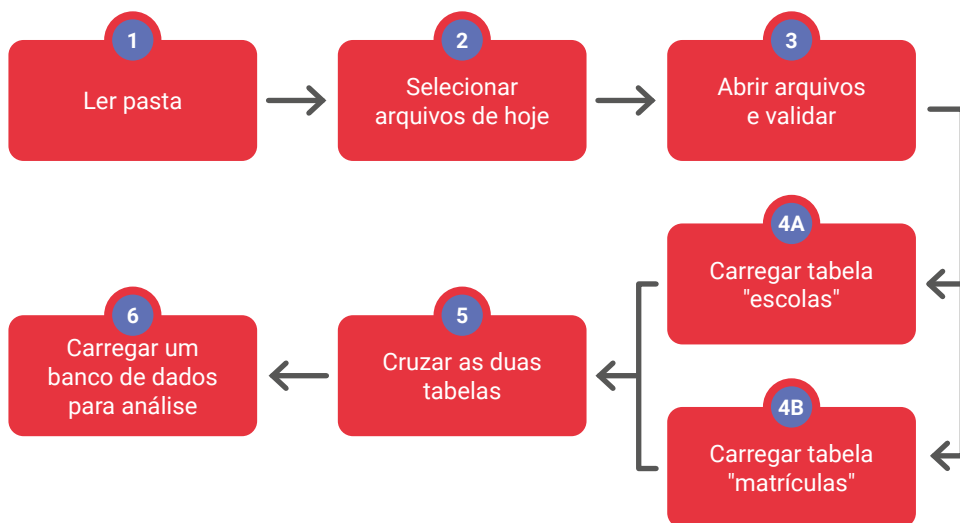 1
Ler pasta
2
Selecionar
arquivos de hoje
3
Abrir arquivos
e validar
4A
Carregar tabela
"escolas"
4B
Carregar tabela
"matrículas"
5
Cruzar as duas
tabelas
6
Carregar um
banco de dados
para análise